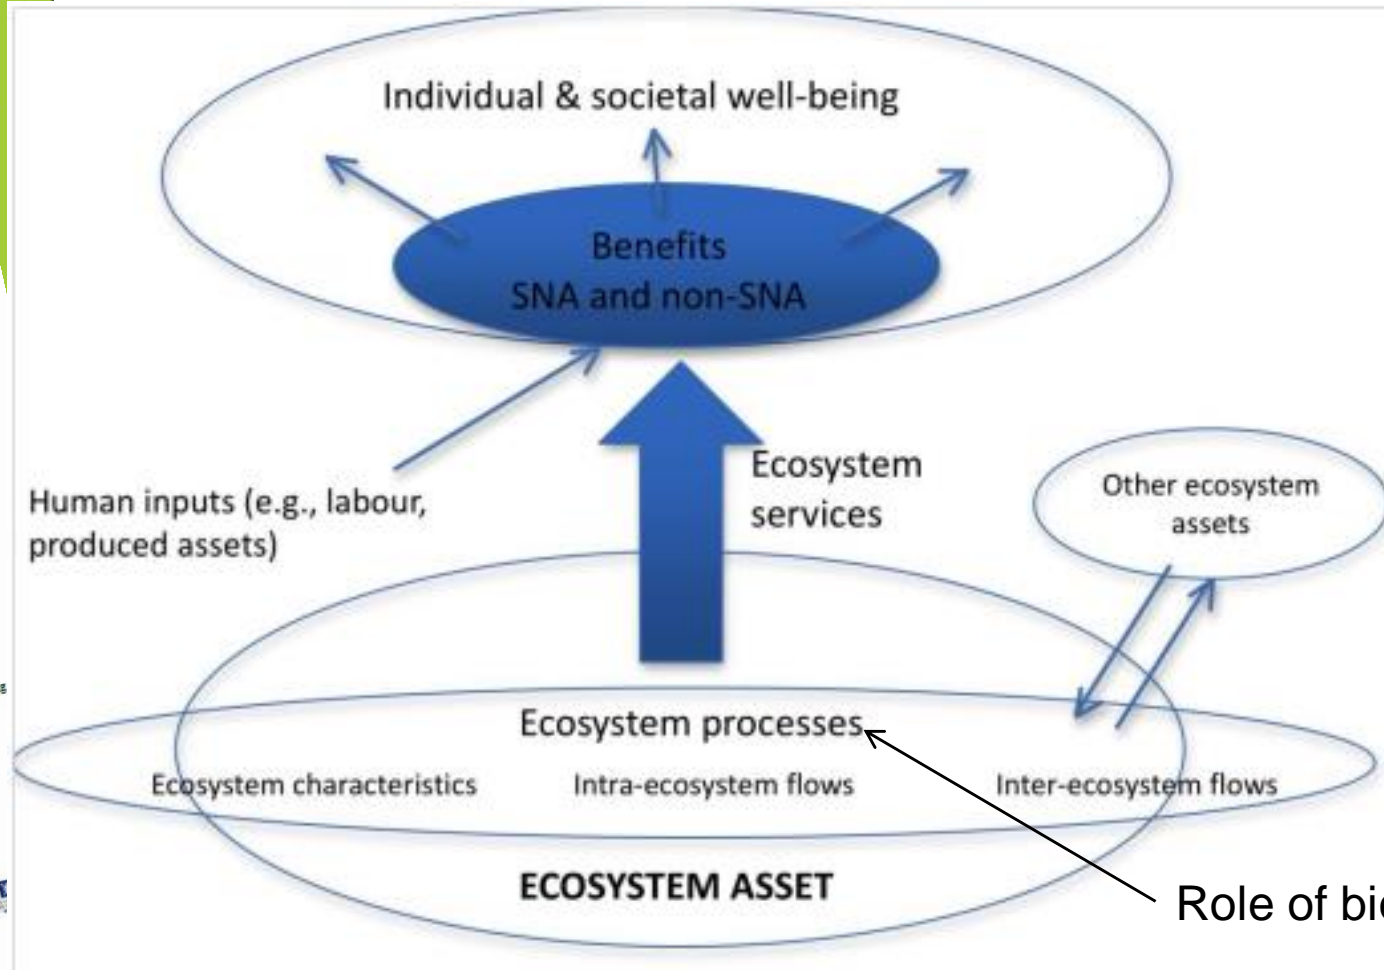 Individual & societal well-being
Benefits
SNA and non-SNA
Ecosystem
services
Human inputs (e.g., labour,
produced assets)
Other ecosystem
assets
Ecosystem processes
Ecosystem characteristics
Intra-ecosystem flows
Inter-ecosystem flows
ECOSYSTEM ASSET
Role of